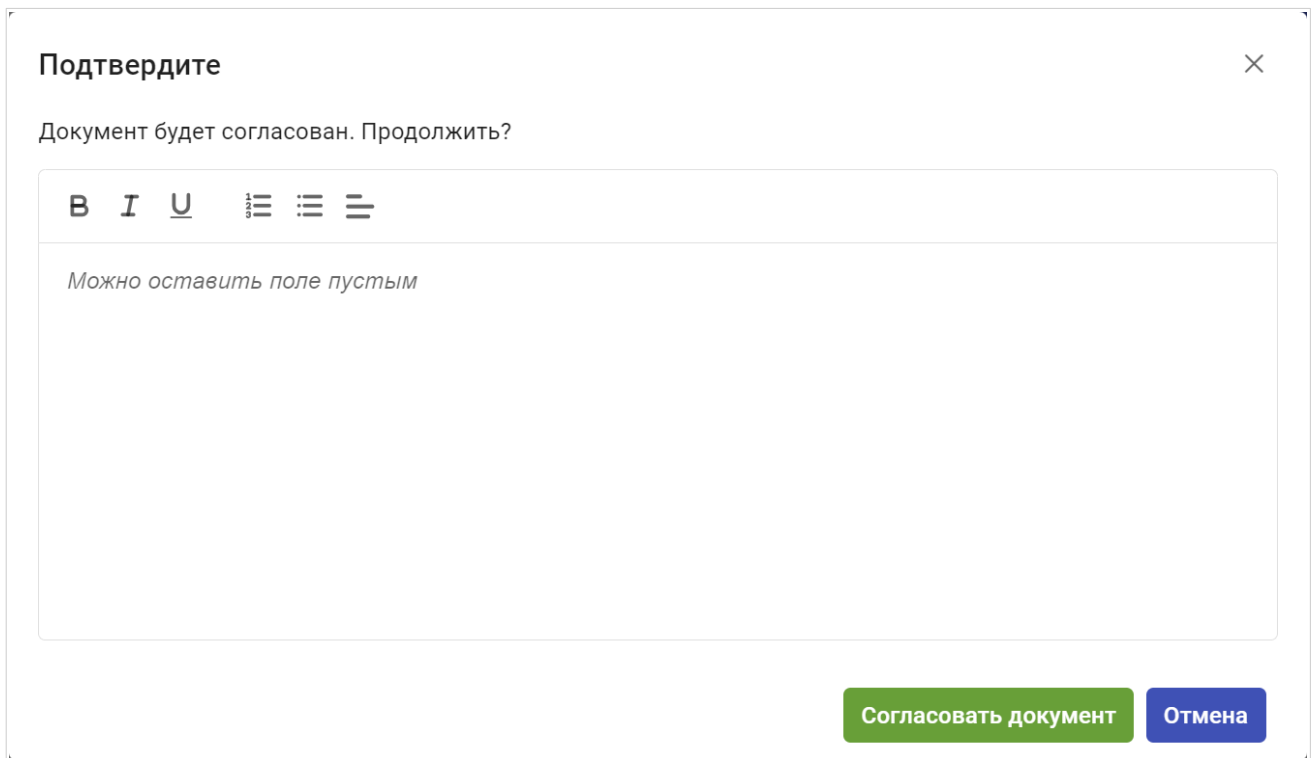 Подтвердите
Документ будет согласован. Продолжить?
Можно оставить поле пустым
Согласовать документ Отмена